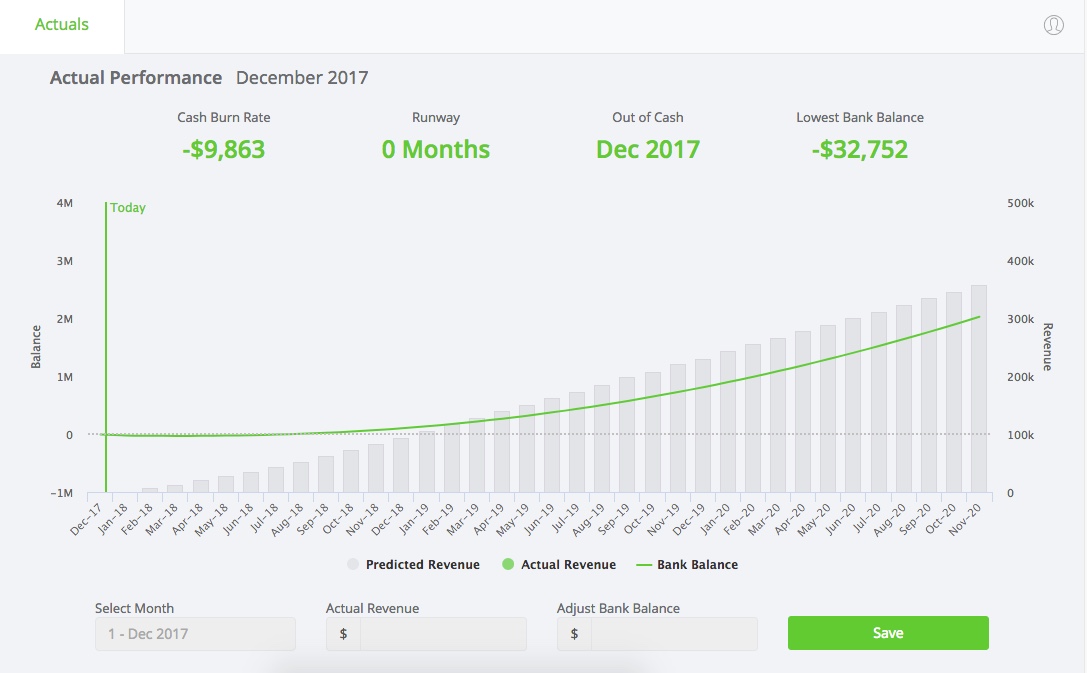 Actuals
Actual Performance December 2017
Cash Burn Rate Runway Out of Cash Lowest Bank Balance
-$9,863 0 Months Dec 2017 -$32,752
4M Today 500k
3M 400k
2M 300k
Balance Revenue
1M 200k
0 100k
−1M 0
Dec-17 Jan-18 Feb-18 Mar-18 Apr-18 May-18 Jun-18 Jul-18 Aug-18 Sep-18 Oct-18 Nov-18 Dec-18 Jan-19 Feb-19 Mar-19 Apr-19 May-19 Jun-19 Jul-19 Aug-19 Sep-19 Oct-19 Nov-19 Dec-19 Jan-20 Feb-20 Mar-20 Apr-20 May-20 Jun-20 Jul-20 Aug-20 Sep-20 Oct-20 Nov-20
Predicted Revenue Actual Revenue Bank Balance
Select Month Actual Revenue Adjust Bank Balance
1 - Dec 2017 $ $ Save